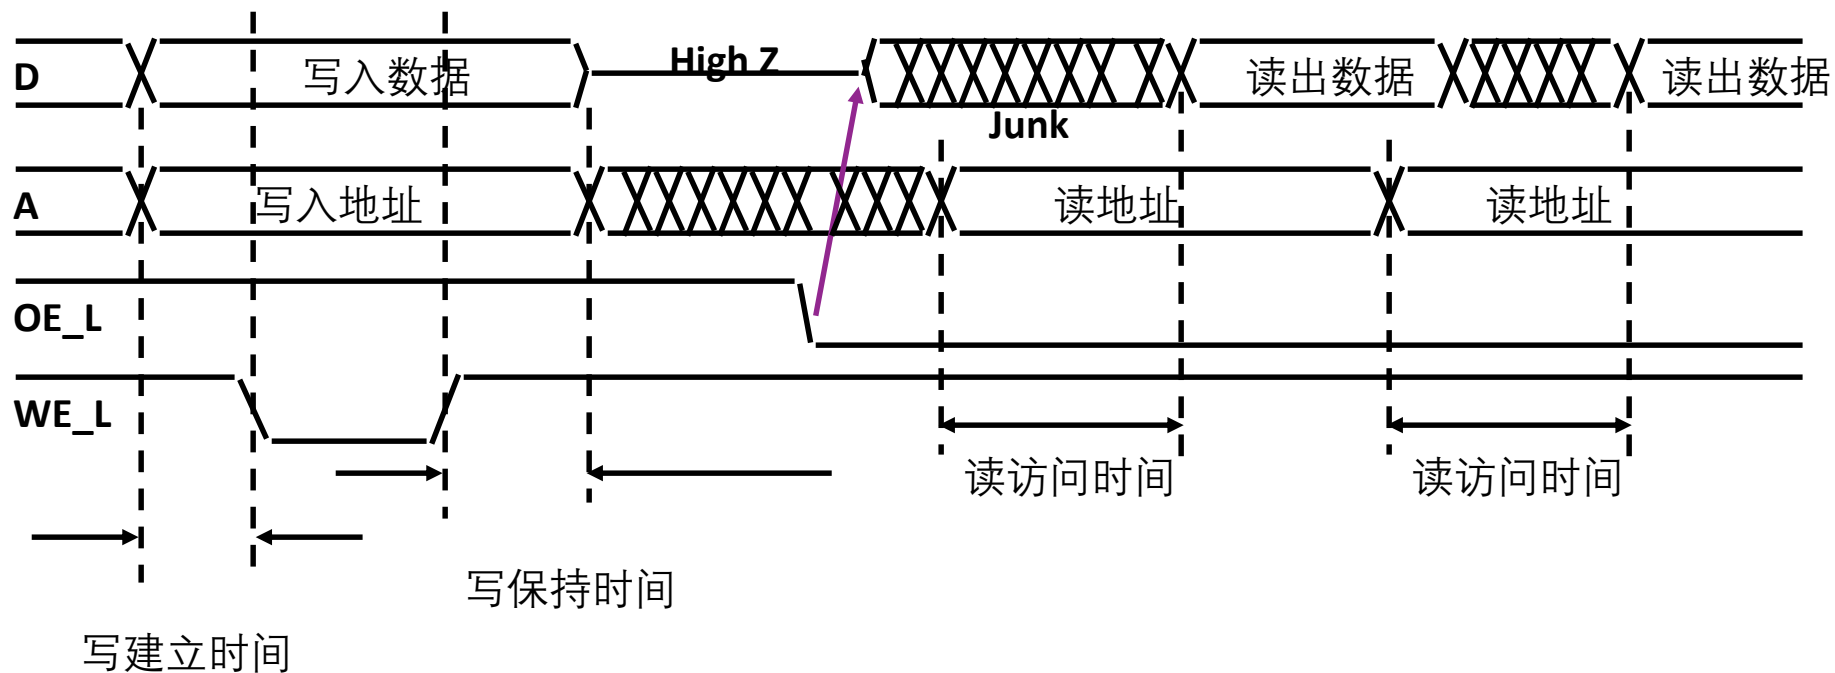 D
写入数据
High Z
读出数据
读出数据
Junk
A
写入地址
读地址
读地址
OE_L
WE_L
读访问时间
读访问时间
写保持时间
写建立时间